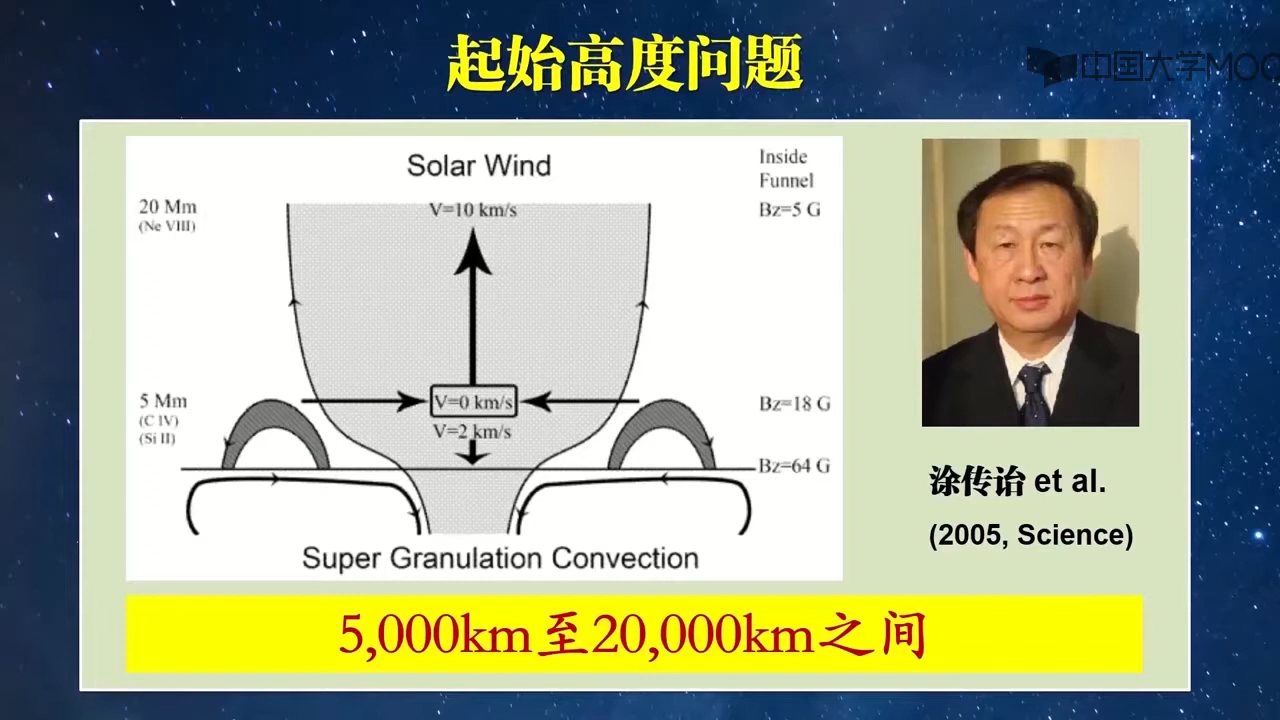 起始高度问题
中国大学MOO
Solar Wind
Inside
Funnel
20 Mm
(Ne VIII)
V=10 km/s
Bz=5 G
5 Mm
(C IV)
(Si II)
V=0 km/s
Bz=18 G
V=2 km/s
Bz=64 G
Super Granulation Convection
涂传诒 et al.
(2005, Science)
5,000km至20,000km之间